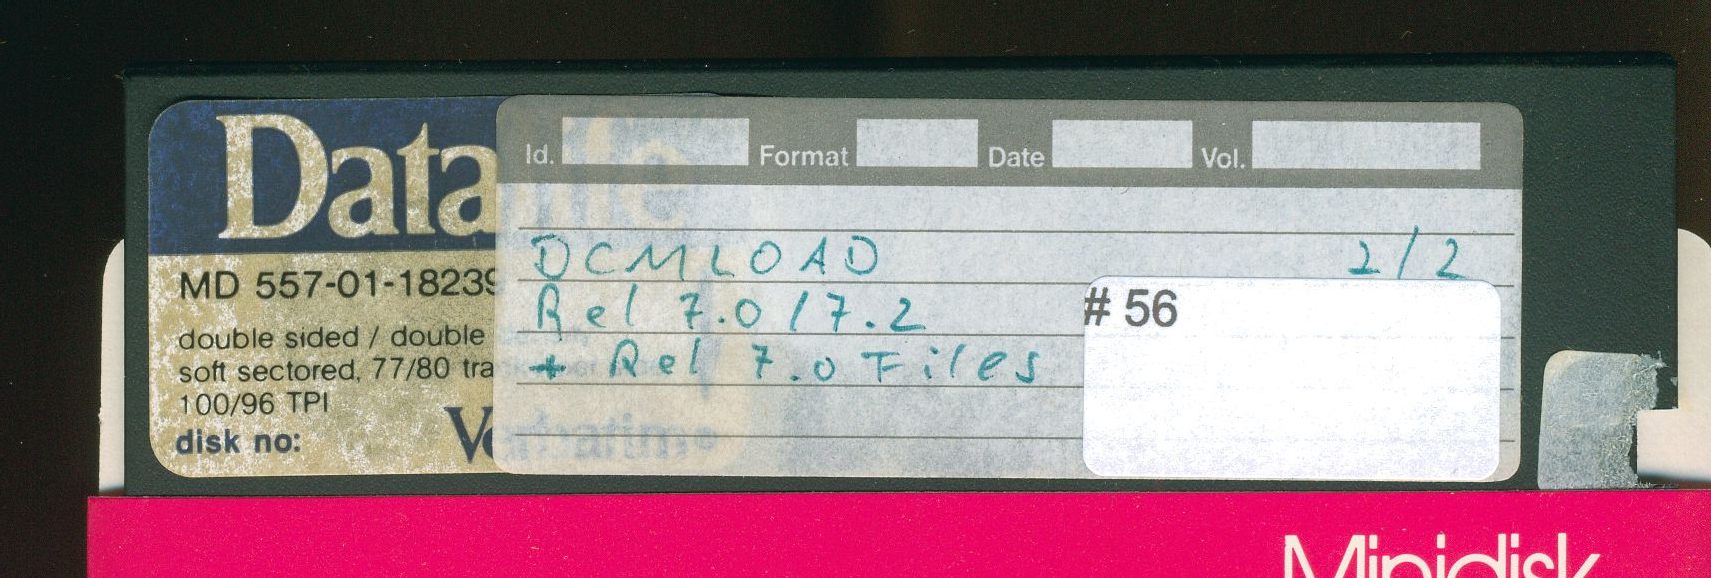 Datalife
MD 557-01-18239
double sided / double
soft sectored, 77/80 tra
100/96 TPI
disk no:
Verbatim
Id. Format Date Vol.
DCMLOAD 2/2
Rel 7.0/7.2
+ Rel 7.0 Files
# 56
Minidisk